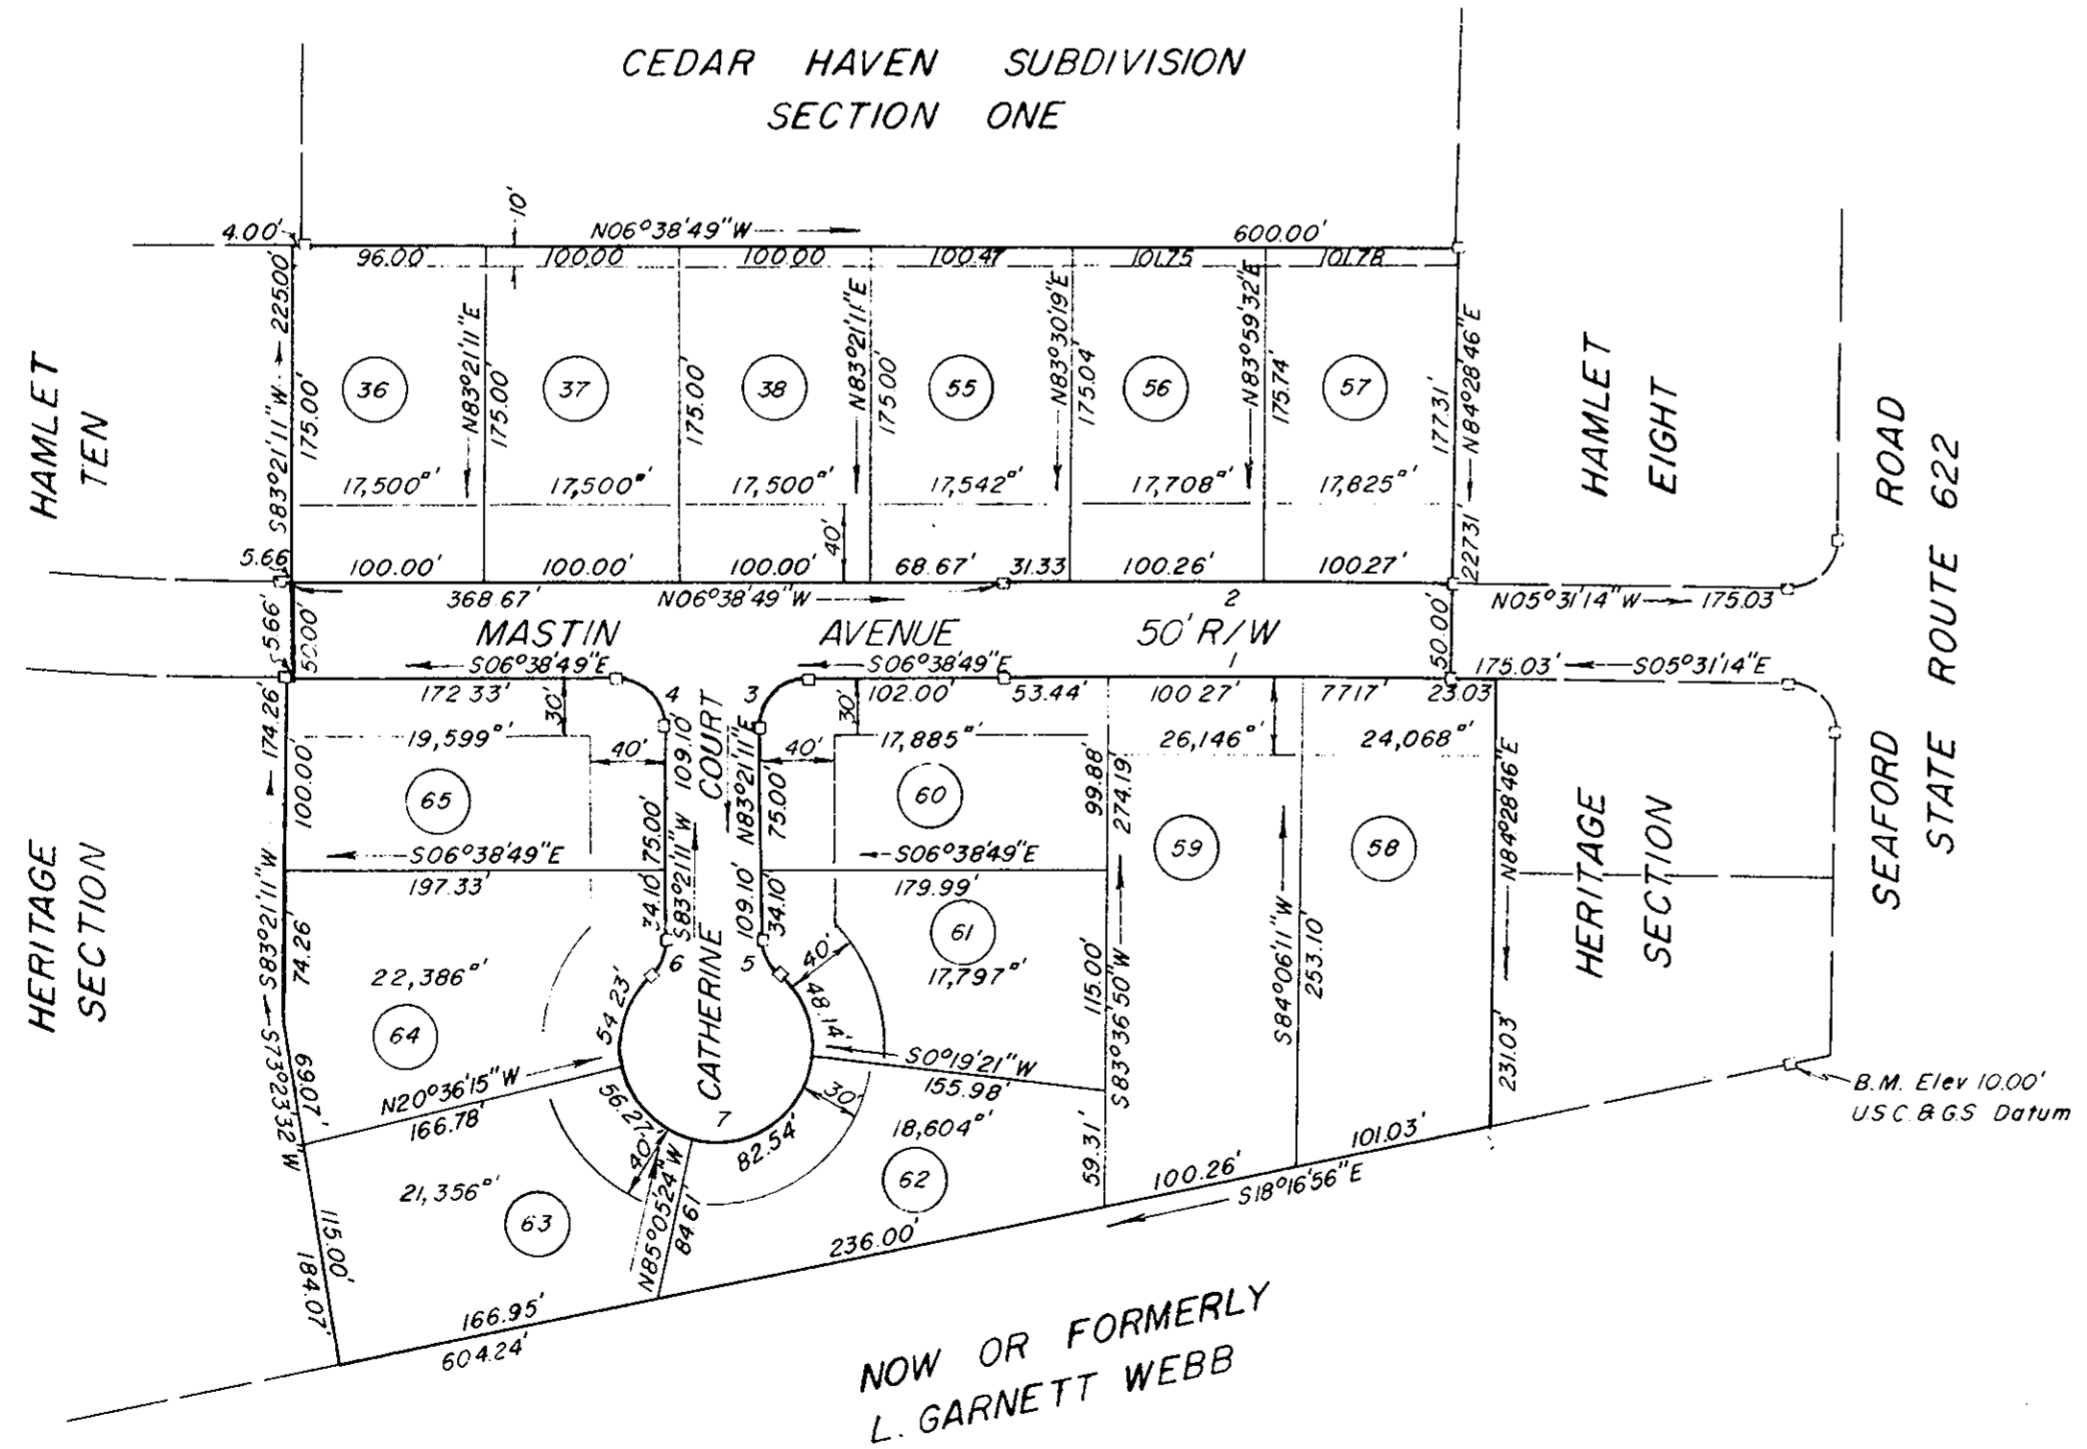 CEDAR HAVEN SUBDIVISION
SECTION ONE
10'
4.00'
N06°38'49"W
600.00'
96.00
100.00
100.00
100.47
101.75
101.78
S83°21'11"W 225.00'
175.00'
N83°21'11"E
175.00'
175.00'
N83°21'11"E
175.00'
N83°30'19"E
175.04'
N83°59'32"E
175.74'
177.31'
N84°28'46"E
227.31'
36
37
38
55
56
57
17,500□'
17,500□'
17,500□'
17,542□'
17,708□'
17,825□'
40'
HAMLET
TEN
HAMLET
EIGHT
SEAFORD ROAD
STATE ROUTE 622
5.66
100.00'
100.00'
100.00'
68.67'
31.33
100.26'
100.27'
368.67'
N06°38'49"W
2
N05°31'14"W 175.03
S5.66'
50.00'
MASTIN AVENUE 50' R/W
50.00'
S06°38'49"E
S06°38'49"E
1
175.03' S05°31'14"E
172.33'
30'
4
3
30'
102.00'
53.44'
100.27'
77.17'
23.03
174.26'
100.00'
19,599□'
40'
109.10'
COURT
N83°21'11"E
40'
17,885□'
26,146□'
24,068□'
65
60
59
58
75.00'
75.00'
99.88'
274.19'
N84°28'46"E
HERITAGE
SECTION
HERITAGE
SECTION
S06°38'49"E
S06°38'49"E
197.33'
179.99'
34.10'
S83°21'11"W
109.10'
34.10'
S83°21'11"W
74.26'
61
17,797□'
22,386□'
64
6
5
40'
54.23'
48.14'
CATHERINE
115.00'
S83°36'50"W
S84°06'11"W
253.10'
231.03'
S0°19'21"W
155.98'
69.07'
S73°23'32"W
N20°36'15"W
166.78'
56.27'
7
30'
82.54'
40'
18,604□'
59.31'
62
B.M. Elev 10.00'
U.S.C.&G.S Datum
101.03'
100.26'
S18°16'56"E
21,356□'
63
N85°05'24"W
84.61'
236.00'
115.00'
184.07'
166.95'
604.24'
NOW OR FORMERLY
L. GARNETT WEBB